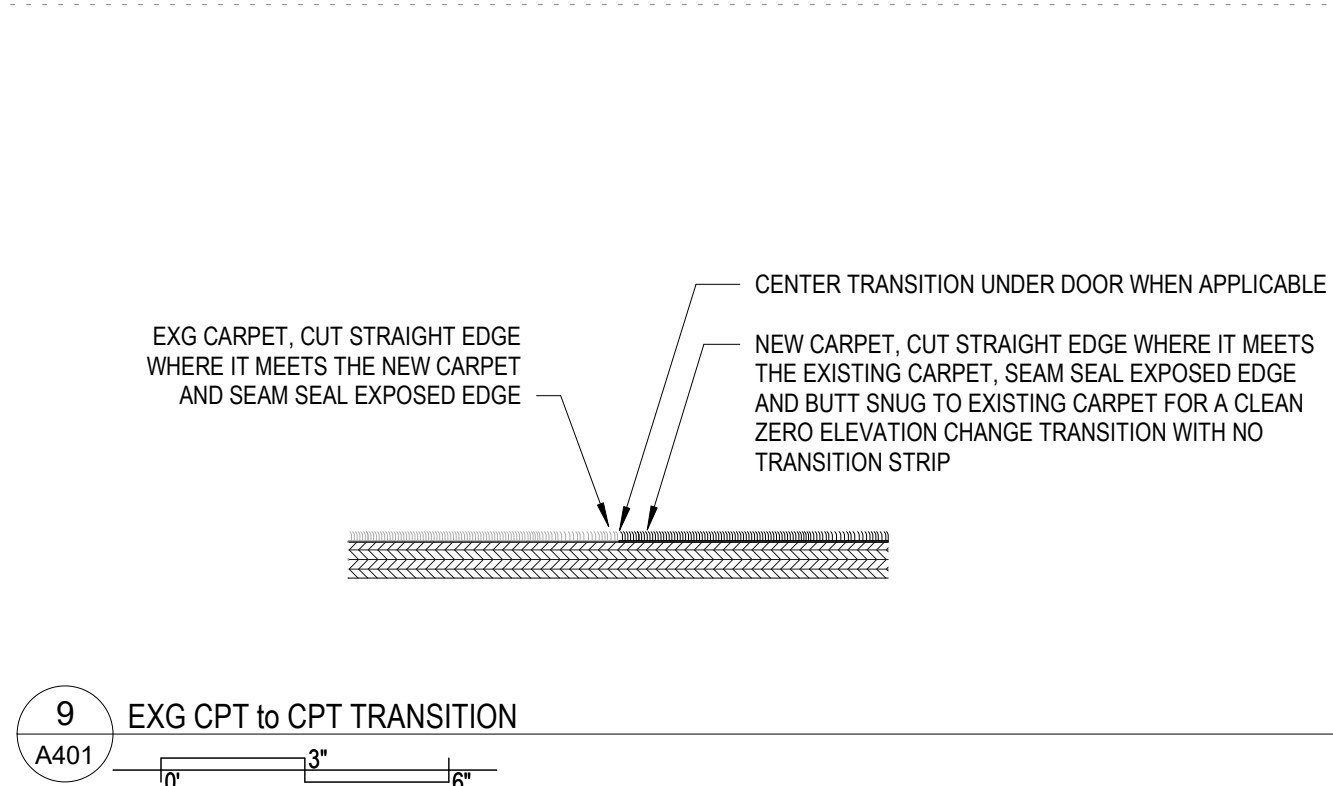 CENTER TRANSITION UNDER DOOR WHEN APPLICABLE
EXG CARPET, CUT STRAIGHT EDGE
WHERE IT MEETS THE NEW CARPET
AND SEAM SEAL EXPOSED EDGE
NEW CARPET, CUT STRAIGHT EDGE WHERE IT MEETS
THE EXISTING CARPET, SEAM SEAL EXPOSED EDGE
AND BUTT SNUG TO EXISTING CARPET FOR A CLEAN
ZERO ELEVATION CHANGE TRANSITION WITH NO
TRANSITION STRIP
9
A401
EXG CPT to CPT TRANSITION
0' 3" 6"